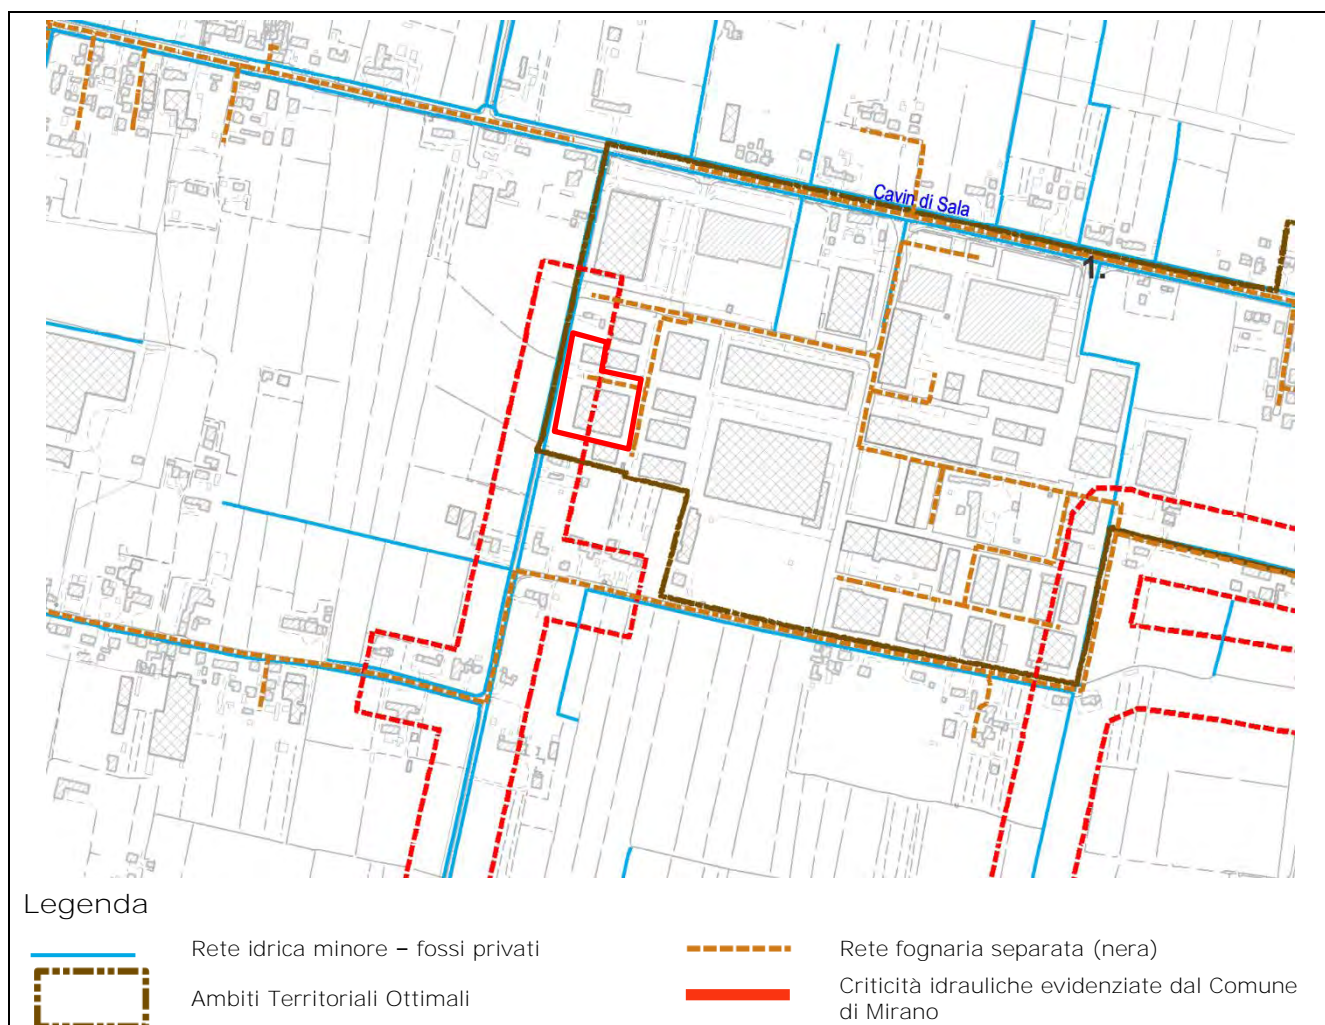 Cavin di Sala
1.
Legenda
Rete idrica minore – fossi privati
Rete fognaria separata (nera)
Ambiti Territoriali Ottimali
Criticità idrauliche evidenziate dal Comune
di Mirano